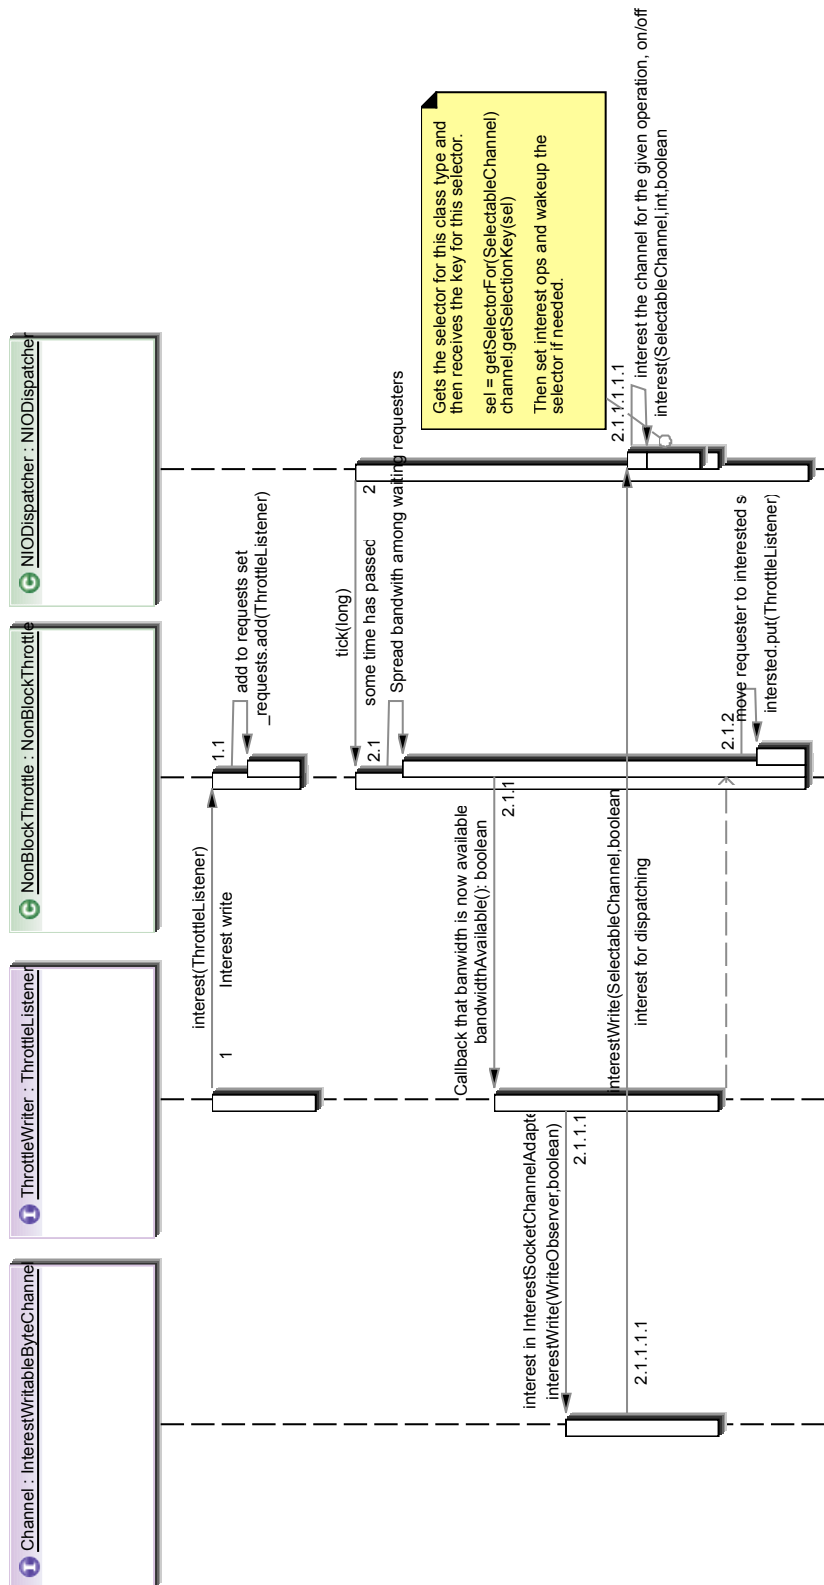 Channel : InterestWritableByteChannel
ThrottleWriter : ThrottleListener
NonBlockThrottle : NonBlockThrottle
NIODispatcher : NIODispatcher
interest(ThrottleListener)
1
Interest write
1.1
add to requests set
_requests.add(ThrottleListener)
tick(long)
2
some time has passed
2.1
Spread bandwith among waiting requesters
Gets the selector for this class type and
then receives the key for this selector.
sel = getSelectorFor(SelectableChannel)
channel.getSelectionKey(sel)
Then set interest ops and wakeup the
selector if needed.
Callback that banwidth is now available
bandwidthAvailable(): boolean
2.1.1
interest in InterestSocketChannelAdapte
interestWrite(WriteObserver,boolean)
2.1.1.1
interestWrite(SelectableChannel,boolean
2.1.1.1.1
interest for dispatching
2.1.1.1.1.1
interest the channel for the given operation, on/off
interest(SelectableChannel,int,boolean
2.1.2
move requester to interested s
intersted.put(ThrottleListener)